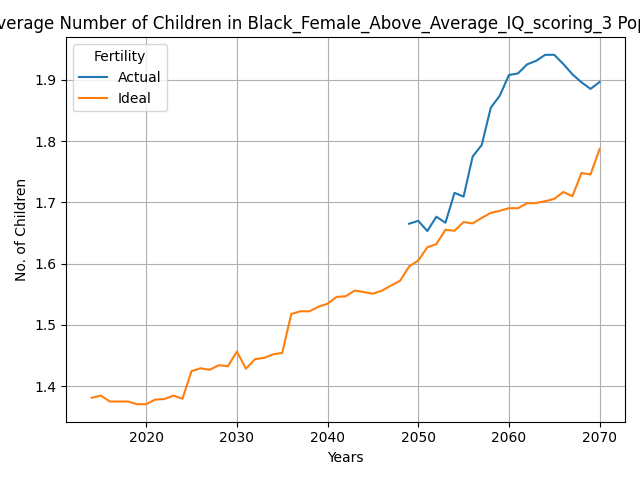 verage Number of Children in Black_Female_Above_Average_IQ_scoring_3 Pop
Fertility
Actual
Ideal
1.9
1.8
1.7
1.6
1.5
1.4
No. of Children
2020 2030 2040 2050 2060 2070
Years